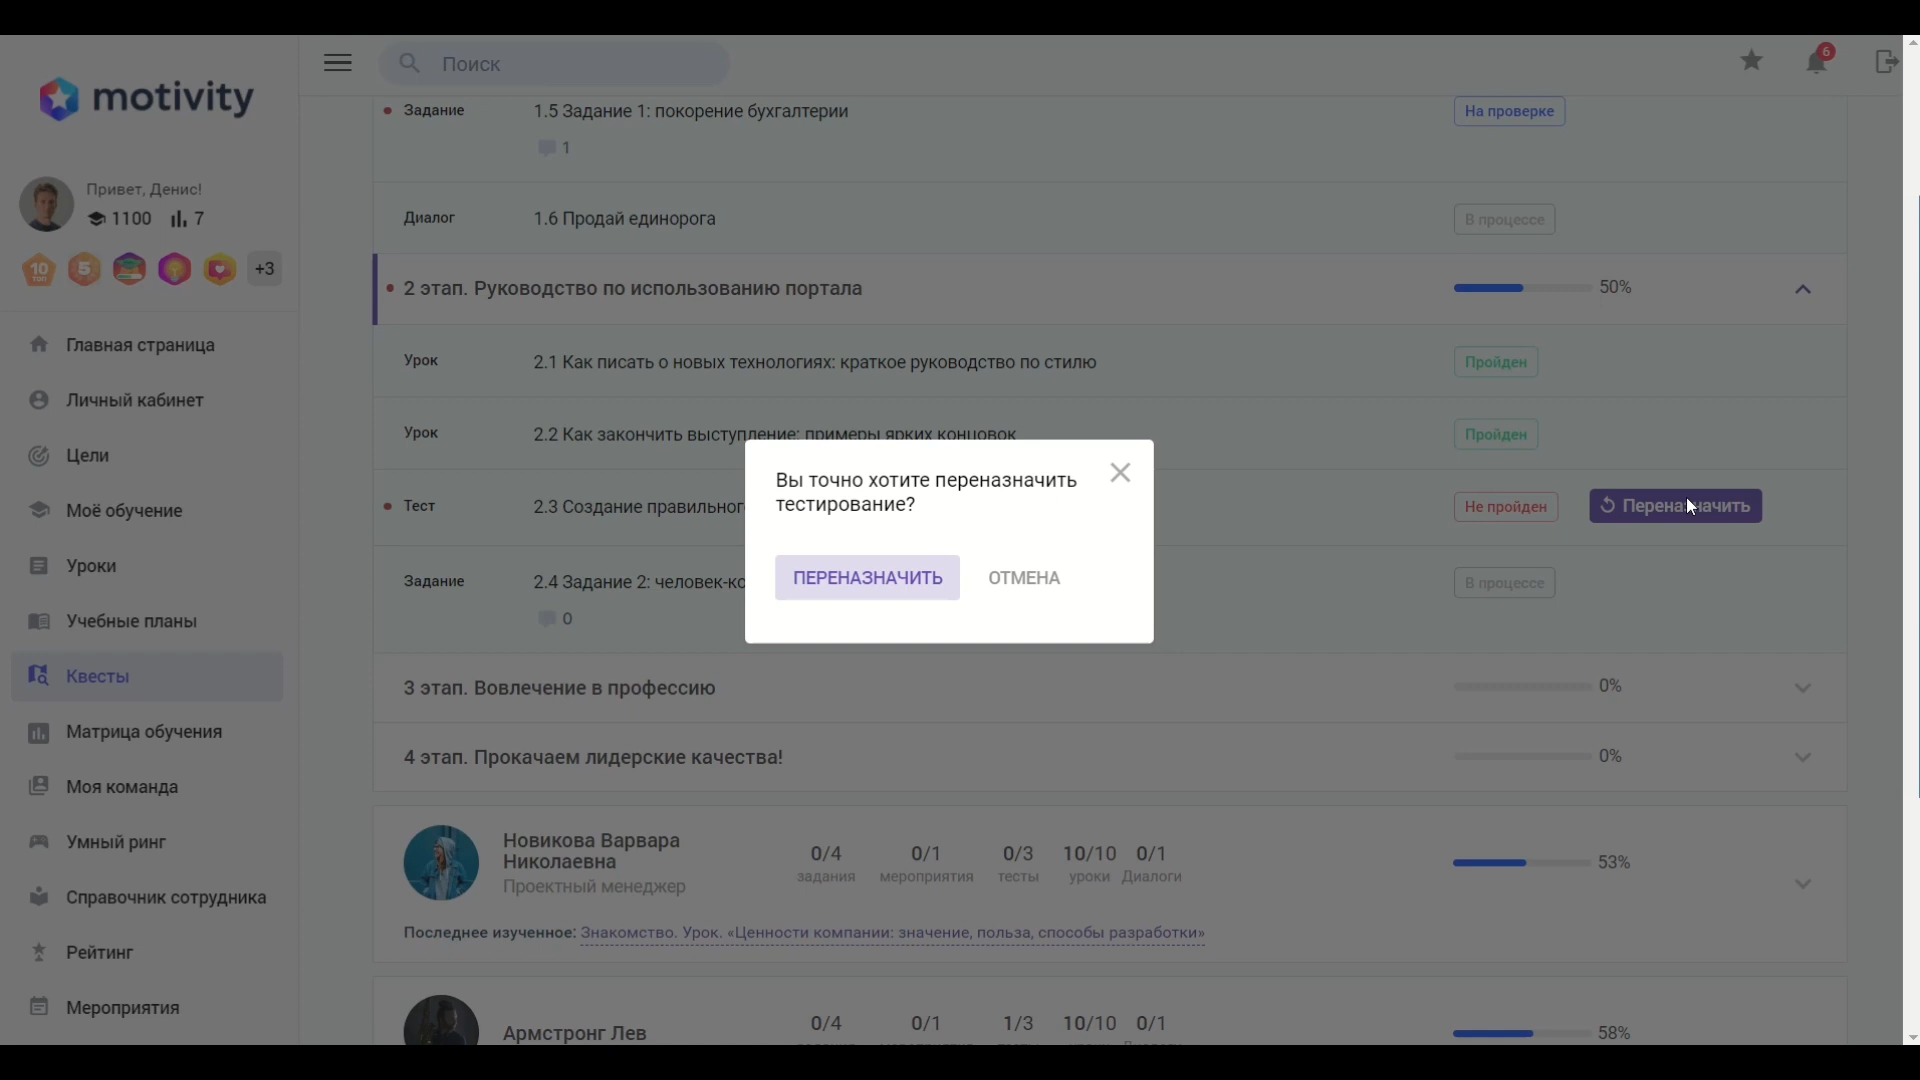 motivity
Поиск
6
Привет, Денис!
1100 7
10 5 +3
топ
Главная страница
Личный кабинет
Цели
Моё обучение
Уроки
Учебные планы
Квесты
Матрица обучения
Моя команда
Умный ринг
Справочник сотрудника
Рейтинг
Мероприятия
Задание 1.5 Задание 1: покорение бухгалтерии На проверке
1
Диалог 1.6 Продай единорога В процессе
2 этап. Руководство по использованию портала 50%
Урок 2.1 Как писать о новых технологиях: краткое руководство по стилю Пройден
Урок 2.2 Как закончить выступление: примеры ярких концовок Пройден
Тест 2.3 Создание Не пройден Переназначить
Задание 2.4 Задание 2: В процессе
0
Вы точно хотите переназначить
тестирование?
ПЕРЕНАЗНАЧИТЬ ОТМЕНА
3 этап. Вовлечение в профессию 0%
4 этап. Прокачаем лидерские качества! 0%
Новикова Варвара
Николаевна
Проектный менеджер
0/4 0/1 0/3 10/10 0/1 53%
задания мероприятия тесты уроки Диалоги
Последнее изученное: Знакомство. Урок. «Ценности компании: значение, польза, способы разработки»
Армстронг Лев 0/4 0/1 1/3 10/10 0/1 58%